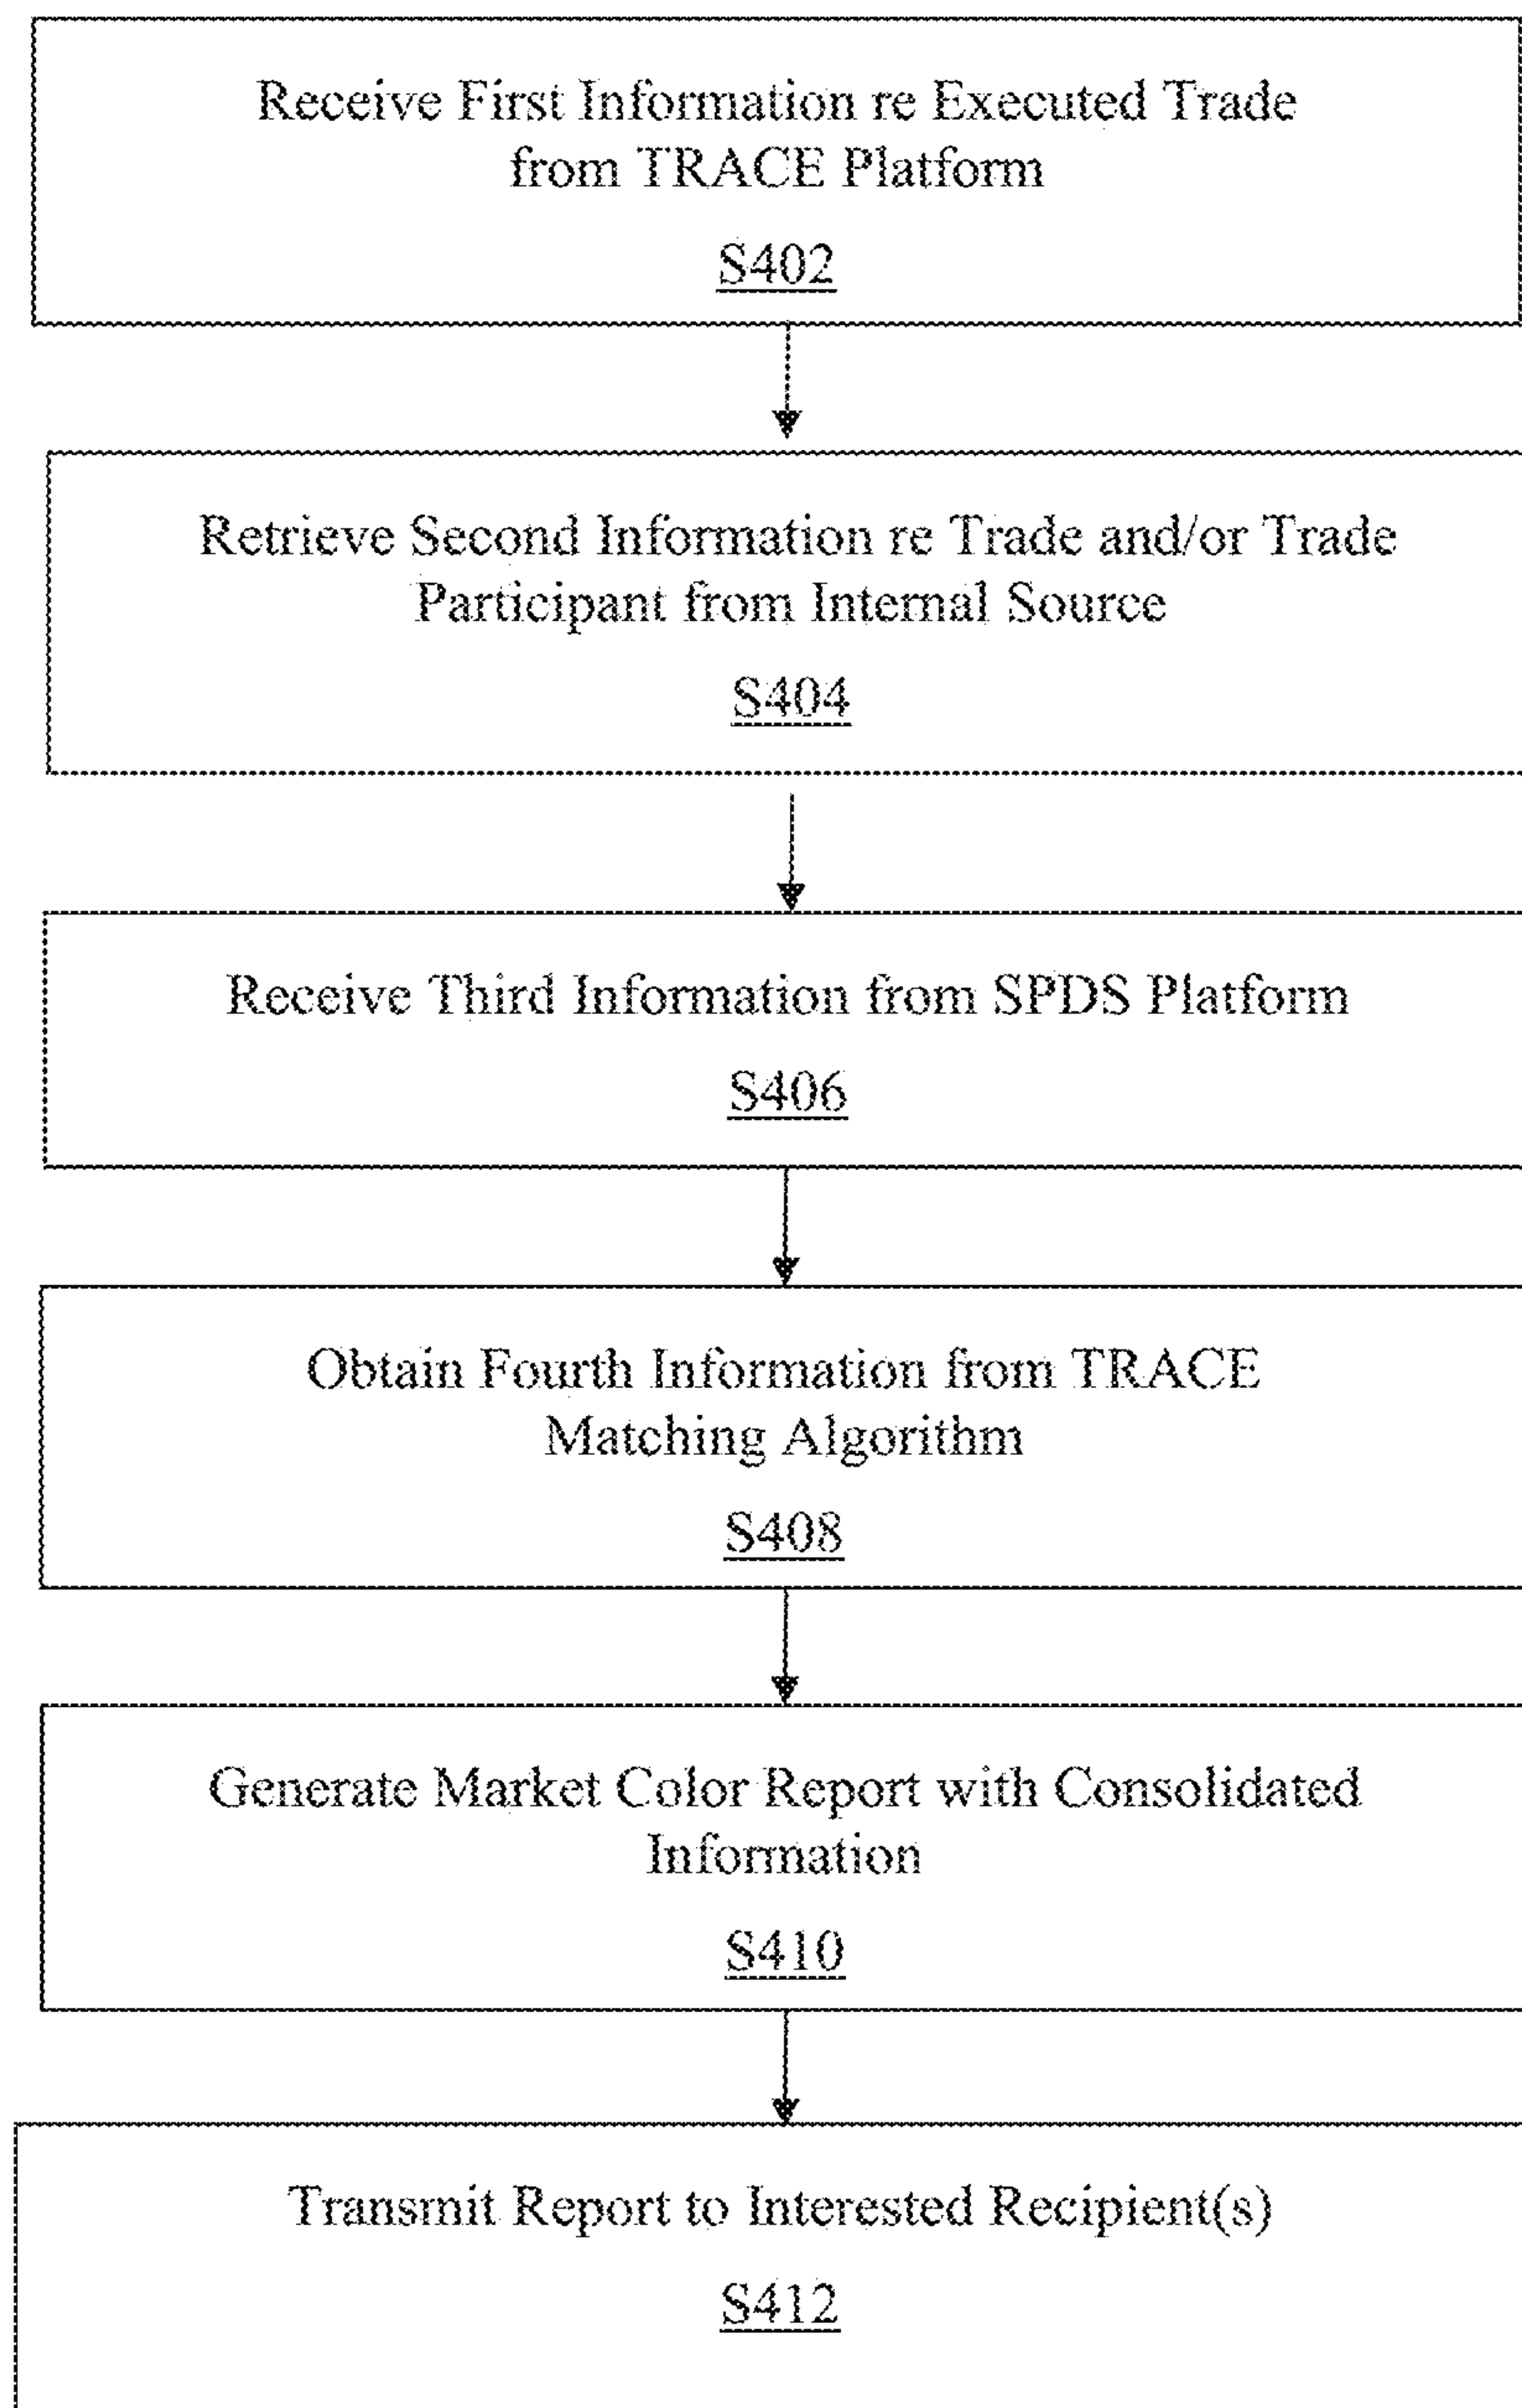 Receive First Information re Executed Trade
from TRACE Platform
S402
Retrieve Second Information re Trade and/or Trade
Participant from Internal Source
S404
Receive Third Information from SPDS Platform
S406
Obtain Fourth Information from TRACE
Matching Algorithm
S408
Generate Market Color Report with Consolidated
Information
S410
Transmit Report to Interested Recipient(s)
S412